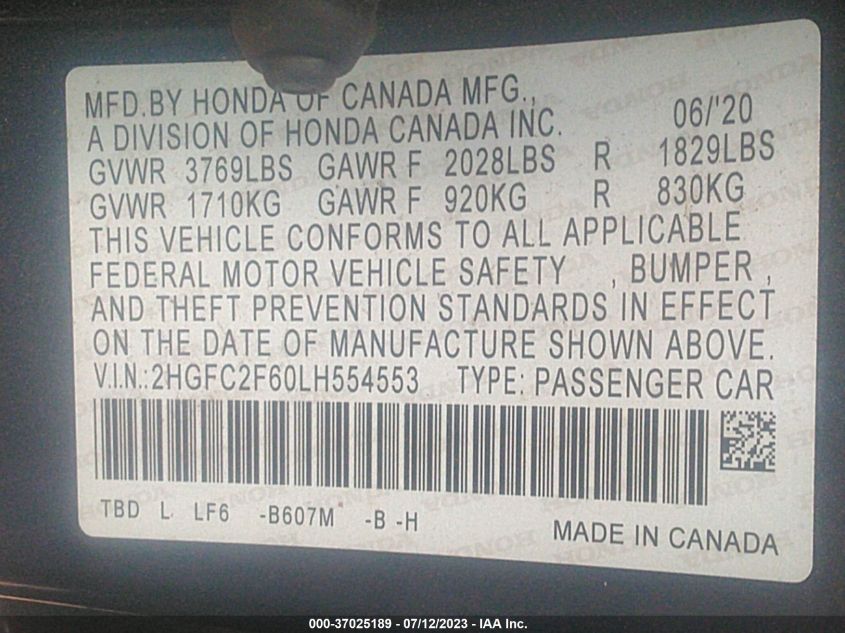 MFD.BY HONDA OF CANADA MFG.,
A DIVISION OF HONDA CANADA INC. 06/'20
GVWR 3769LBS GAWR F 2028LBS R 1829LBS
GVWR 1710KG GAWR F 920KG R 830KG
THIS VEHICLE CONFORMS TO ALL APPLICABLE
FEDERAL MOTOR VEHICLE SAFETY , BUMPER ,
AND THEFT PREVENTION STANDARDS IN EFFECT
ON THE DATE OF MANUFACTURE SHOWN ABOVE.
V.I.N.:2HGFC2F60LH554553 TYPE: PASSENGER CAR
TBD L LF6 -B607M -B -H
MADE IN CANADA
000-37025189 - 07/12/2023 - IAA Inc.